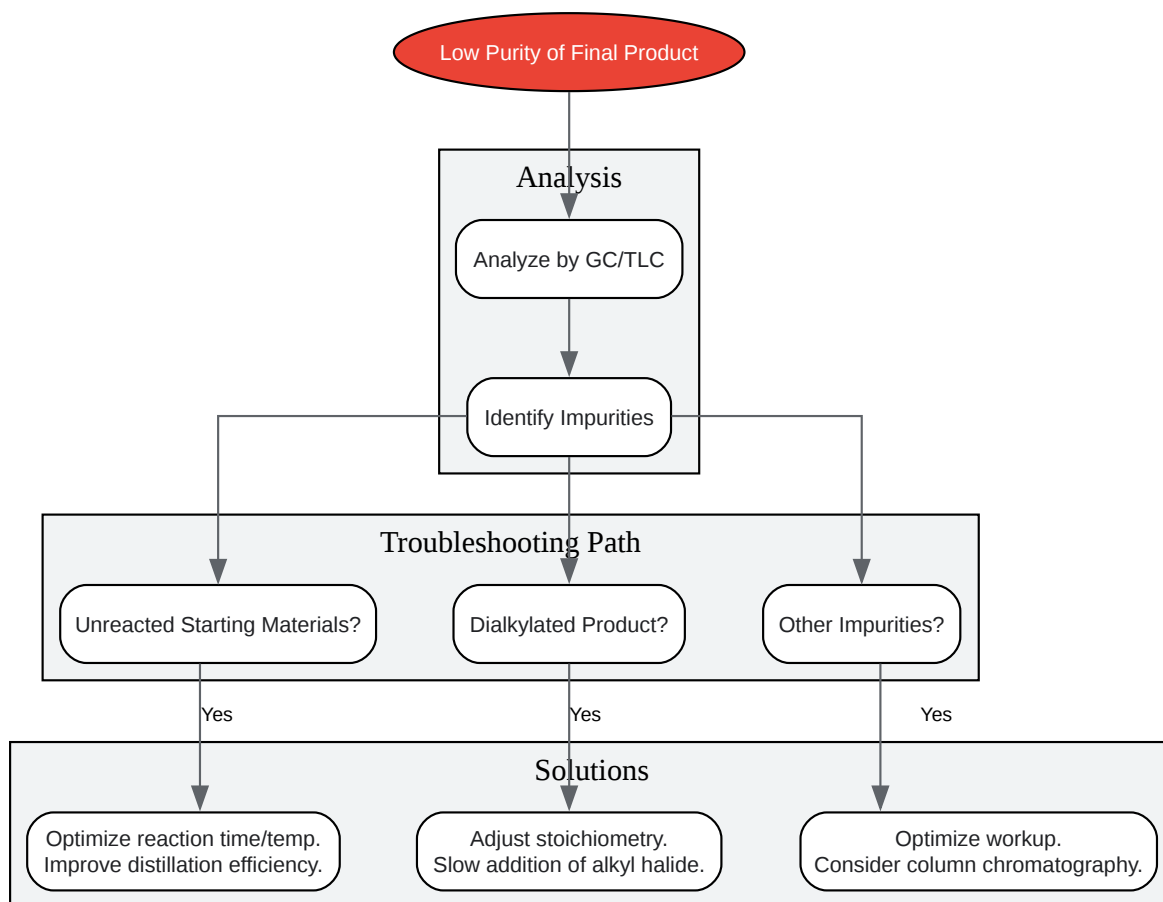 Low Purity of Final Product
Analysis
Analyze by GC/TLC
Identify Impurities
Troubleshooting Path
Unreacted Starting Materials?
Dialkylated Product?
Other Impurities?
Yes
Yes
Yes
Solutions
Optimize reaction time/temp.
Improve distillation efficiency.
Adjust stoichiometry.
Slow addition of alkyl halide.
Optimize workup.
Consider column chromatography.